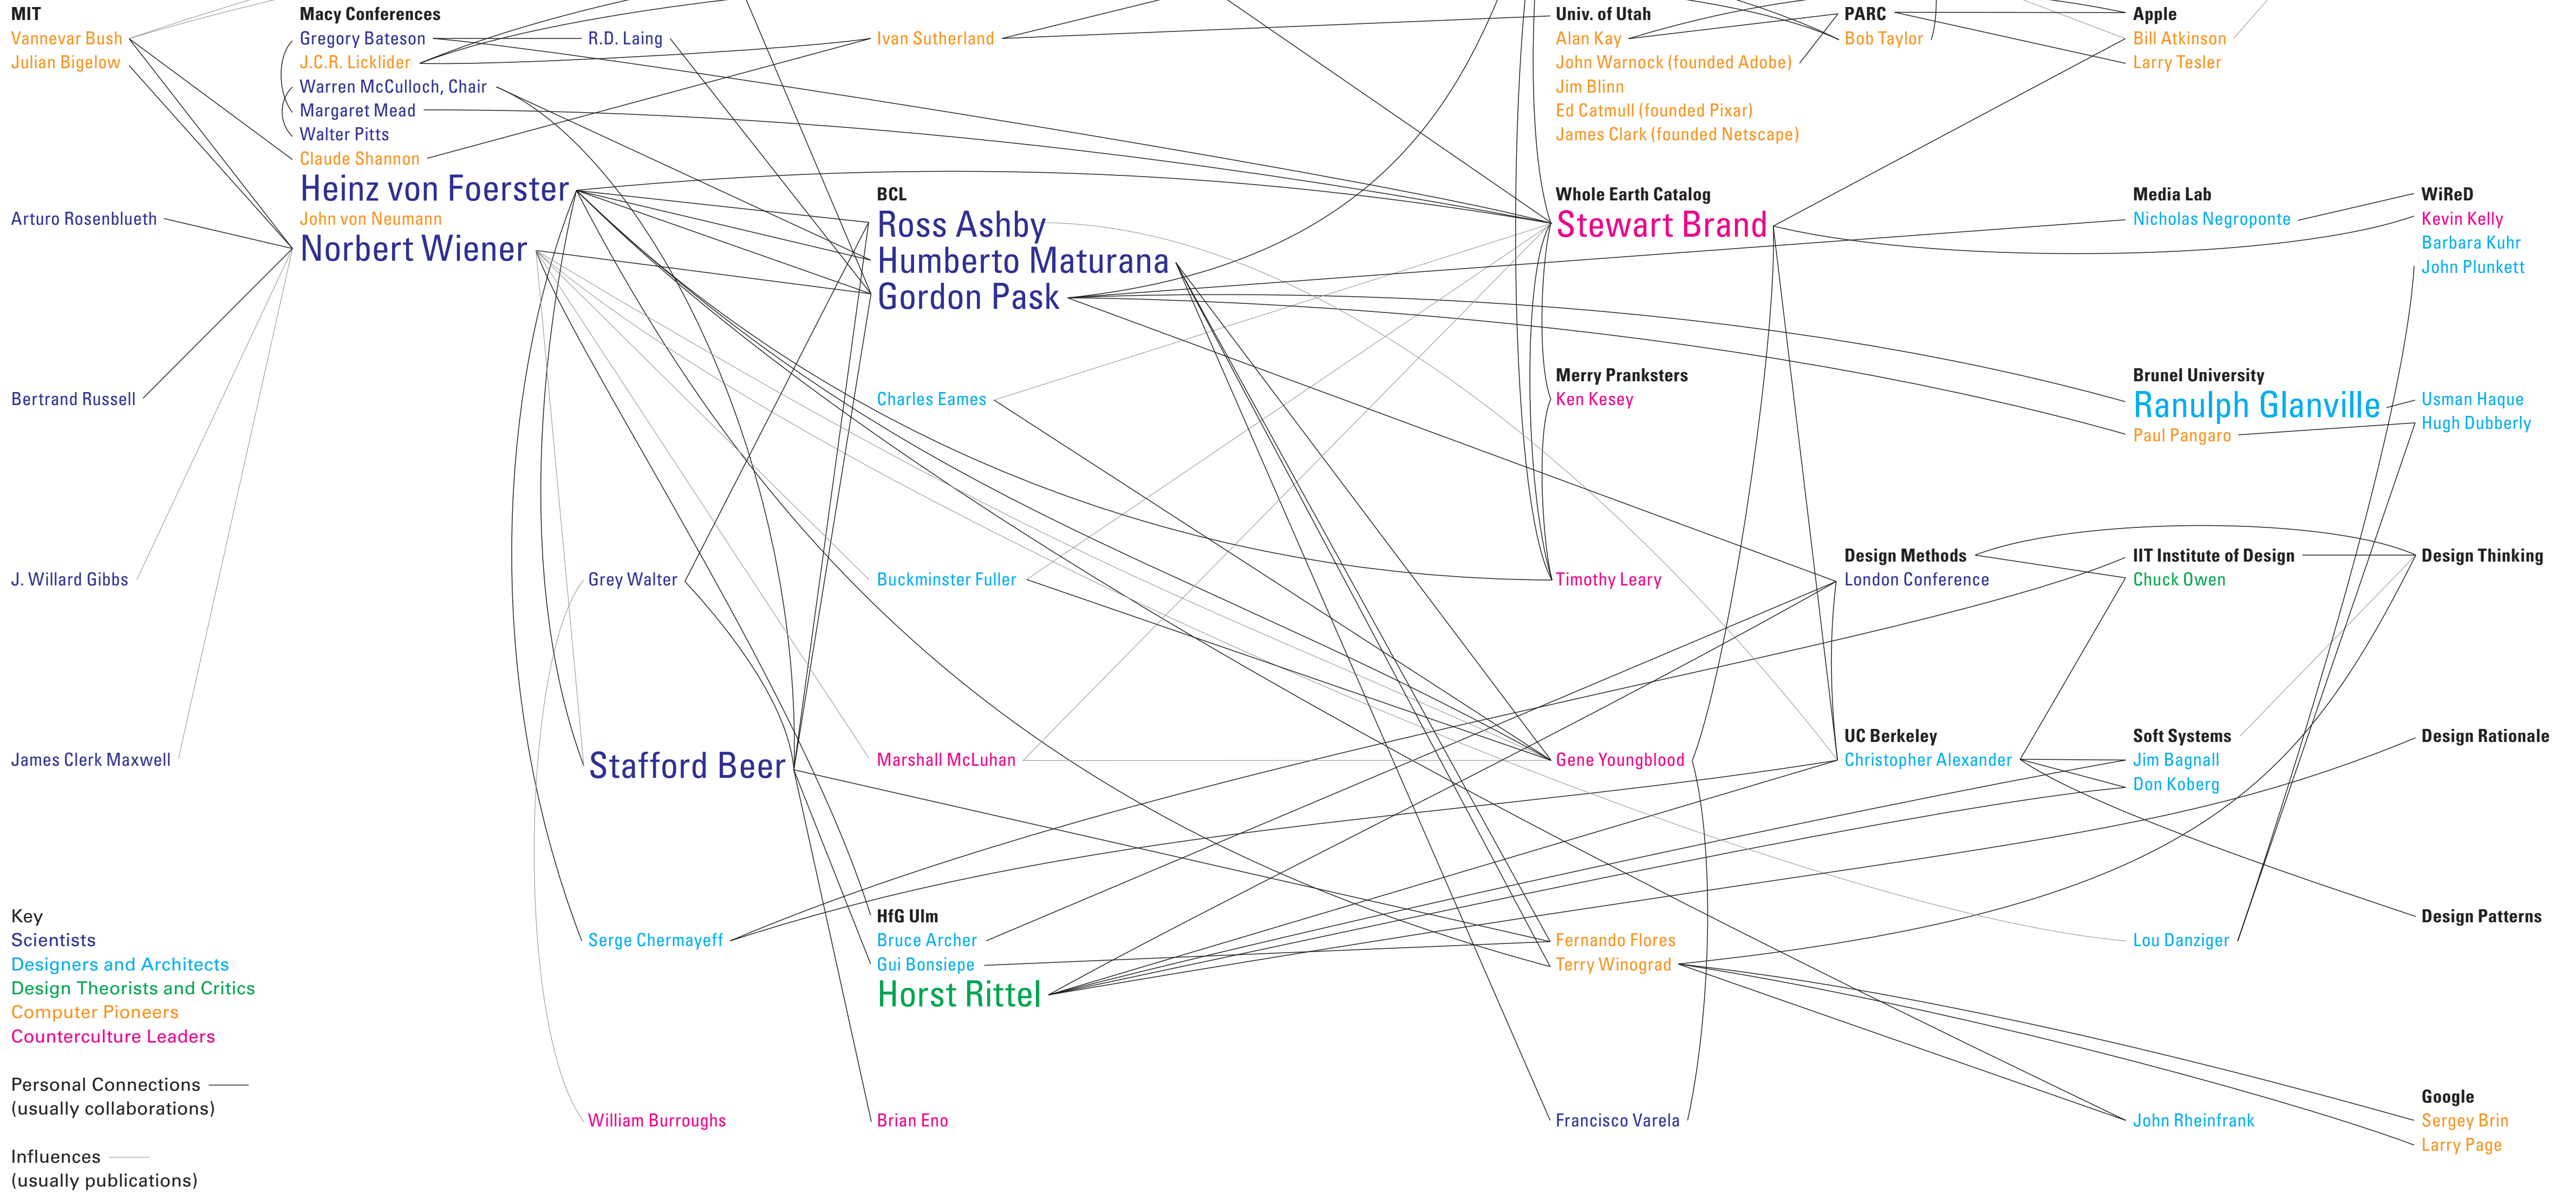 MIT
Vannevar Bush
Julian Bigelow
Arturo Rosenblueth
Bertrand Russell
J. Willard Gibbs
James Clerk Maxwell
Key
Scientists
Designers and Architects
Design Theorists and Critics
Computer Pioneers
Counterculture Leaders
Personal Connections
(usually collaborations)
Influences
(usually publications)
Macy Conferences
Gregory Bateson
J.C.R. Licklider
Warren McCulloch, Chair
Margaret Mead
Walter Pitts
Claude Shannon
Heinz von Foerster
John von Neumann
Norbert Wiener
R.D. Laing
Grey Walter
Stafford Beer
Serge Chermayeff
William Burroughs
Ivan Sutherland
BCL
Ross Ashby
Humberto Maturana
Gordon Pask
Charles Eames
Buckminster Fuller
Marshall McLuhan
HfG Ulm
Bruce Archer
Gui Bonsiepe
Horst Rittel
Brian Eno
Univ. of Utah
Alan Kay
John Warnock (founded Adobe)
Jim Blinn
Ed Catmull (founded Pixar)
James Clark (founded Netscape)
Whole Earth Catalog
Stewart Brand
Merry Pranksters
Ken Kesey
Timothy Leary
Gene Youngblood
Fernando Flores
Terry Winograd
Francisco Varela
PARC
Bob Taylor
Design Methods
London Conference
UC Berkeley
Christopher Alexander
Apple
Bill Atkinson
Larry Tesler
Media Lab
Nicholas Negroponte
Brunel University
Ranulph Glanville
Paul Pangaro
IIT Institute of Design
Chuck Owen
Soft Systems
Jim Bagnall
Don Koberg
Lou Danziger
John Rheinfrank
WiReD
Kevin Kelly
Barbara Kuhr
John Plunkett
Usman Haque
Hugh Dubberly
Design Thinking
Design Rationale
Design Patterns
Google
Sergey Brin
Larry Page